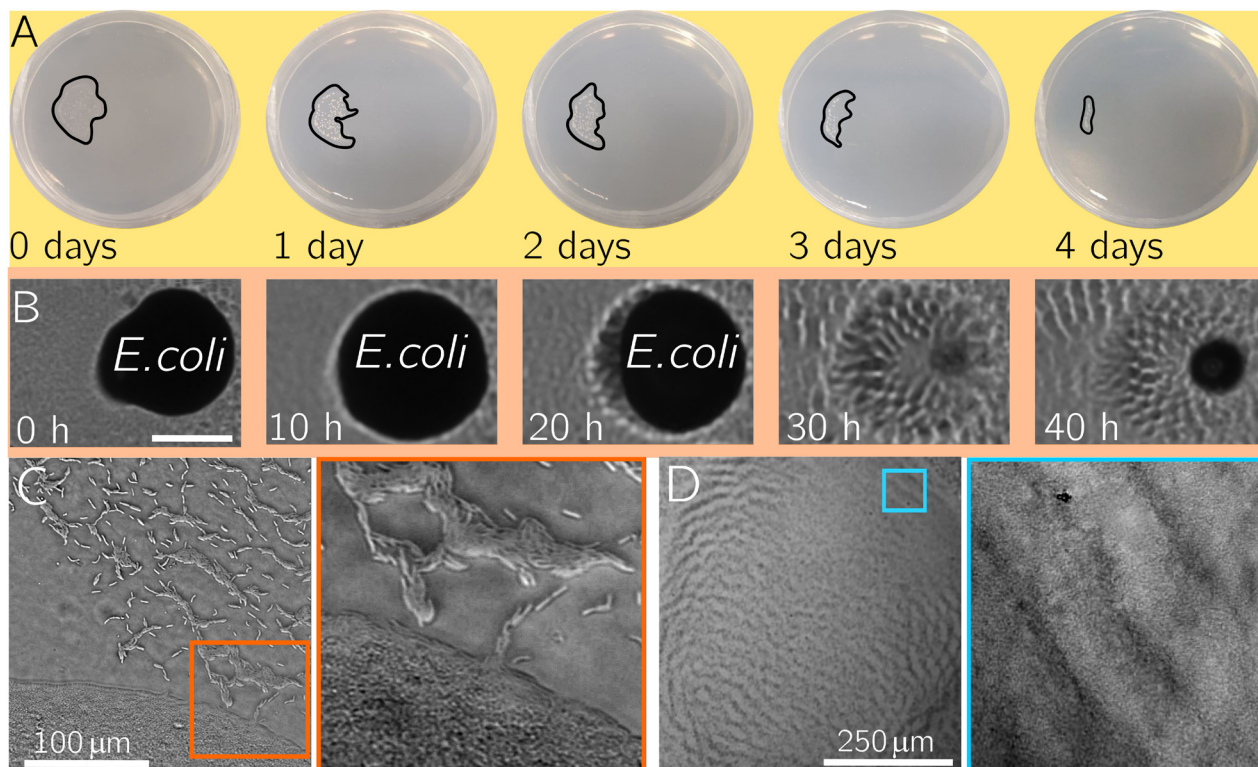 A
0 days
1 day
2 days
3 days
4 days
B
E.coli
E.coli
E.coli
0 h
10 h
20 h
30 h
40 h
C
D
100 μm
250 μm